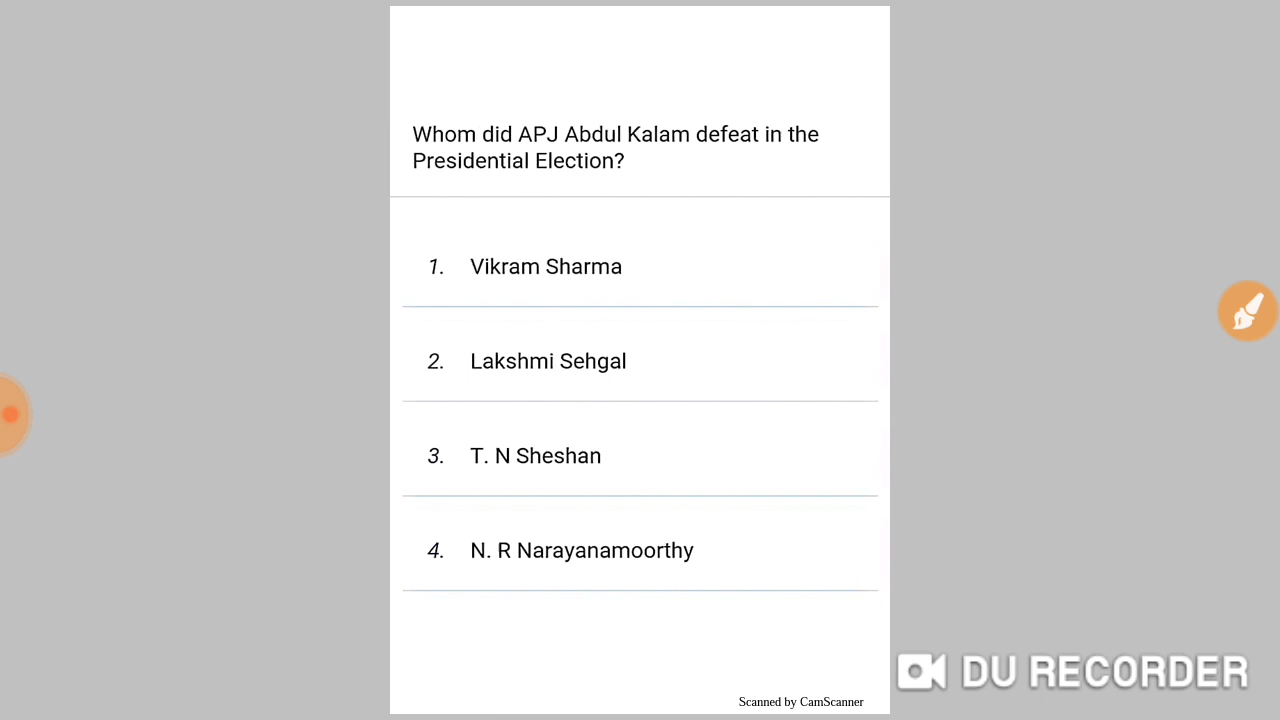 Whom did APJ Abdul Kalam defeat in the
Presidential Election?
1. Vikram Sharma
2. Lakshmi Sehgal
3. T. N Sheshan
4. N. R Narayanamoorthy
DU RECORDER
Scanned by CamScanner